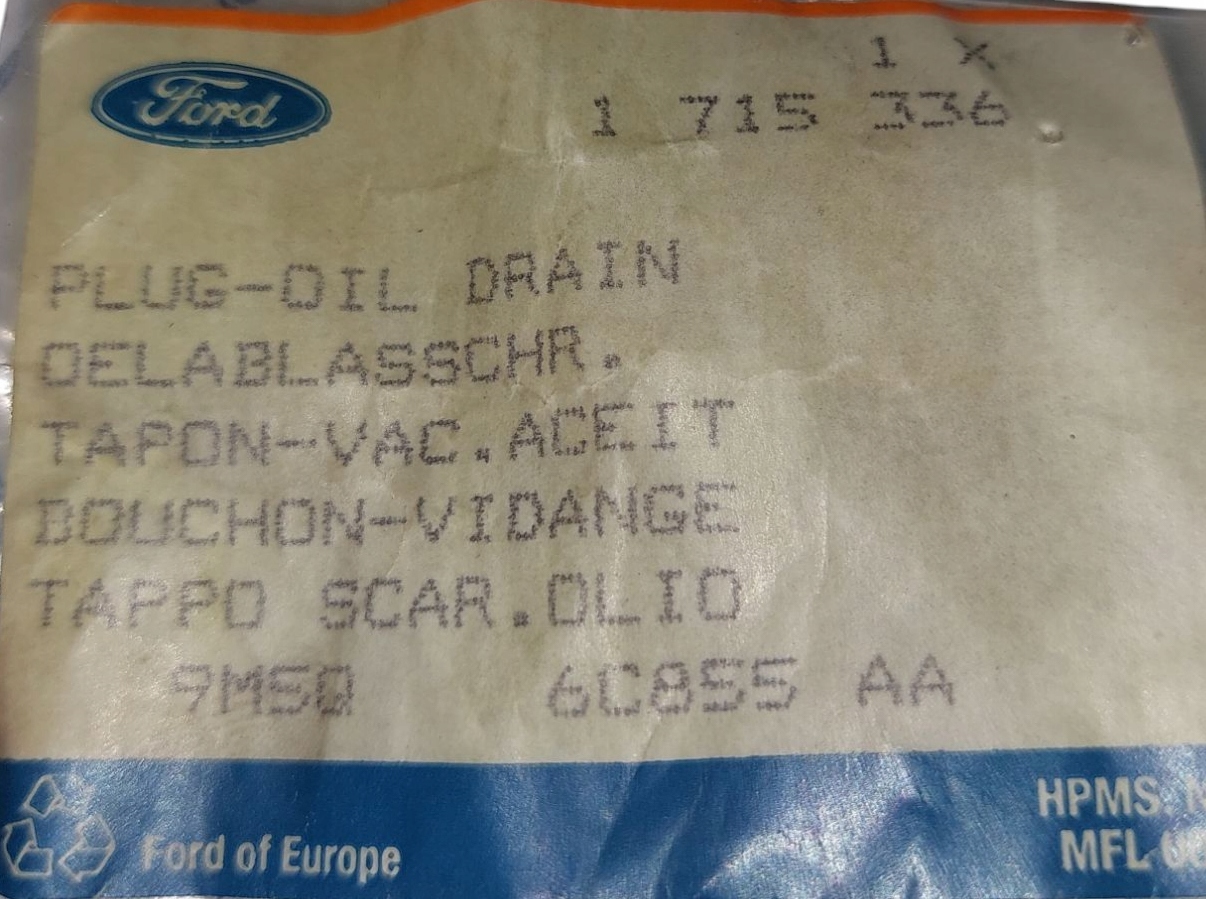 1 X
Ford
1 715 336
PLUG-OIL DRAIN
OELABLASSCHR.
TAPON-VAC.ACEIT
BOUCHON-VIDANGE
TAPPO SCAR.OLIO
9M5Q 6C855 AA
HPMS
Ford of Europe
MFL